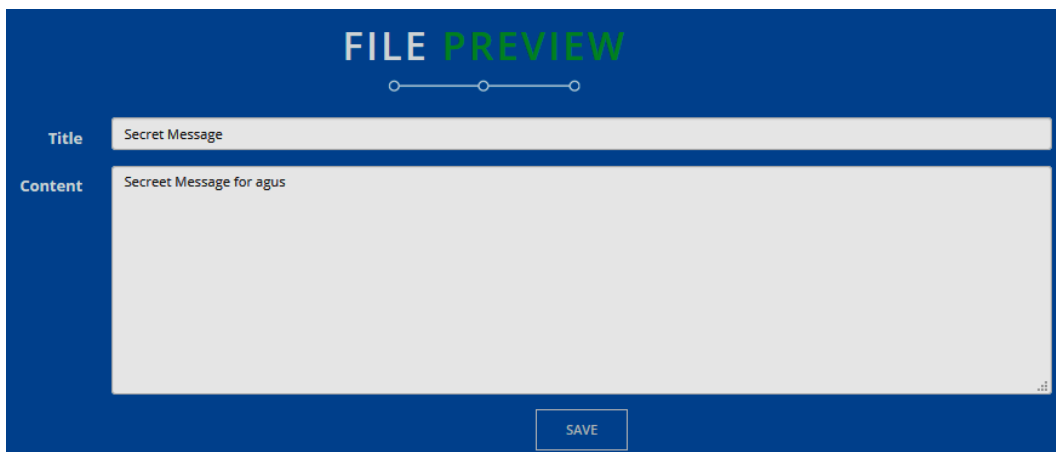 FILE PREVIEW
Title
Secret Message
Content
Secreet Message for agus
SAVE